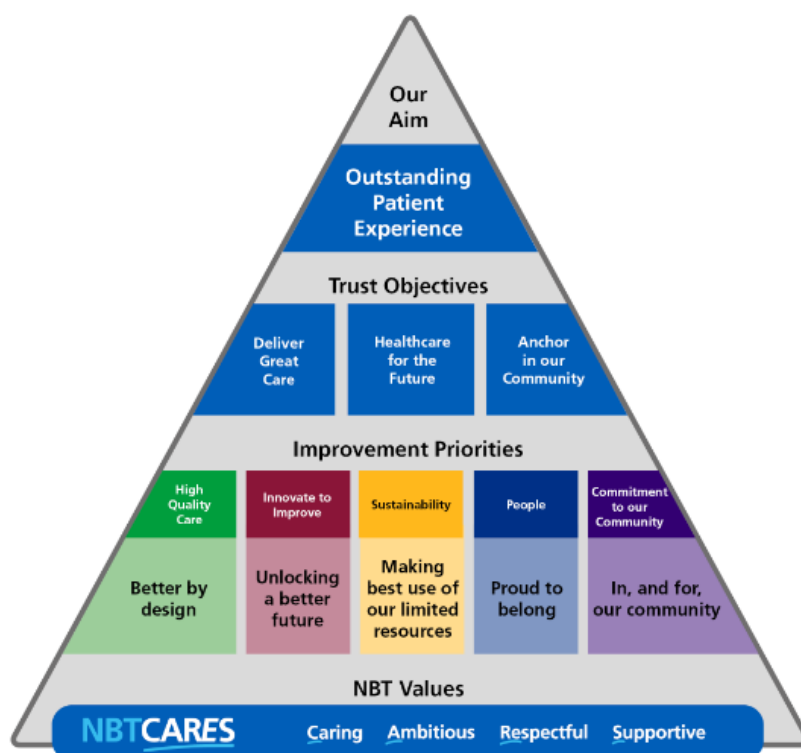 Our
Aim
Outstanding
Patient
Experience
Trust Objectives
Deliver
Great
Care
Healthcare
for the
Future
Anchor
in our
Community
Improvement Priorities
High
Quality
Care
Innovate to
Improve
Sustainability
People
Commitment
to our
Community
Better by
design
Unlocking
a better
future
Making
best use of
our limited
resources
Proud to
belong
In, and for,
our community
NBT Values
NBTCARES Caring Ambitious Respectful Supportive